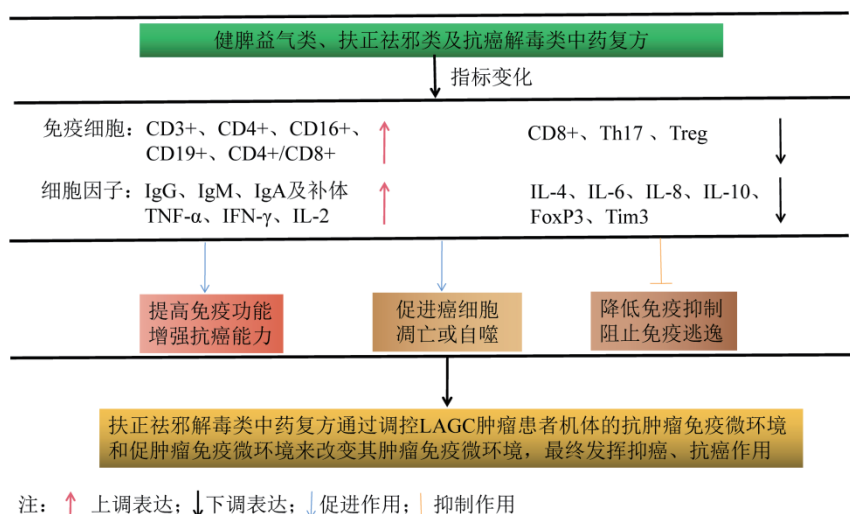 健脾益气类、扶正祛邪类及抗癌解毒类中药复方
指标变化
免疫细胞：CD3+、CD4+、CD16+、
CD19+、CD4+/CD8+
CD8+、Th17 、Treg
细胞因子：IgG、IgM、IgA及补体
TNF-α、IFN-γ、IL-2
IL-4、IL-6、IL-8、IL-10、
FoxP3、Tim3
提高免疫功能
增强抗癌能力
促进癌细胞
凋亡或自噬
降低免疫抑制
阻止免疫逃逸
扶正祛邪解毒类中药复方通过调控LAGC肿瘤患者机体的抗肿瘤免疫微环境
和促肿瘤免疫微环境来改变其肿瘤免疫微环境，最终发挥抑癌、抗癌作用
注：↑ 上调表达；↓下调表达；↓促进作用；| 抑制作用